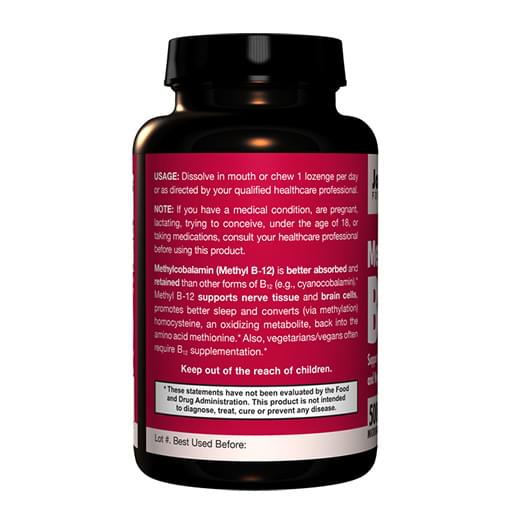 USAGE: Dissolve in mouth or chew 1 lozenge per day
or as directed by your qualified healthcare professional.
NOTE: If you have a medical condition, are pregnant,
lactating, trying to conceive, under the age of 18, or
taking medications, consult your healthcare professional
before using this product.
Methylcobalamin (Methyl B-12) is better absorbed and
retained than other forms of B12 (e.g., cyanocobalamin).*
Methyl B-12 supports nerve tissue and brain cells,
promotes better sleep and converts (via methylation)
homocysteine, an oxidizing metabolite, back into the
amino acid methionine.* Also, vegetarians/vegans often
require B12 supplementation.*
Keep out of the reach of children.
* These statements have not been evaluated by the Food
and Drug Administration. This product is not intended
to diagnose, treat, cure or prevent any disease.
Lot #, Best Used Before: